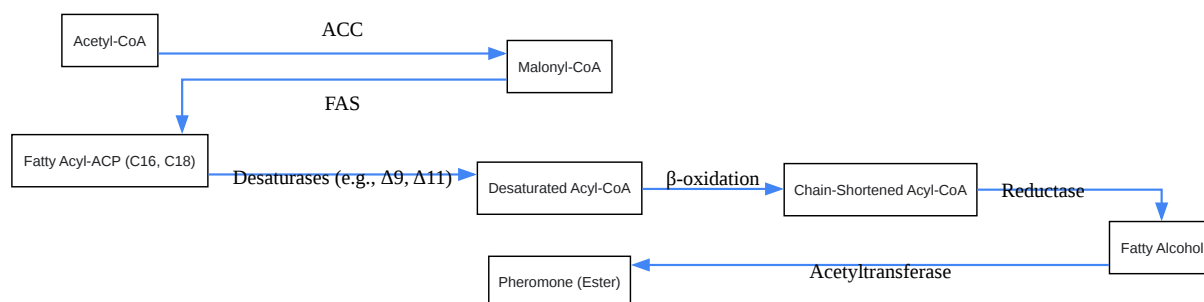 Acetyl-CoA
ACC
Malonyl-CoA
FAS
Fatty Acyl-ACP (C16, C18)
Desaturases (e.g., Δ9, Δ11)
Desaturated Acyl-CoA
β-oxidation
Chain-Shortened Acyl-CoA
Reductase
Fatty Alcohol
Acetyltransferase
Pheromone (Ester)